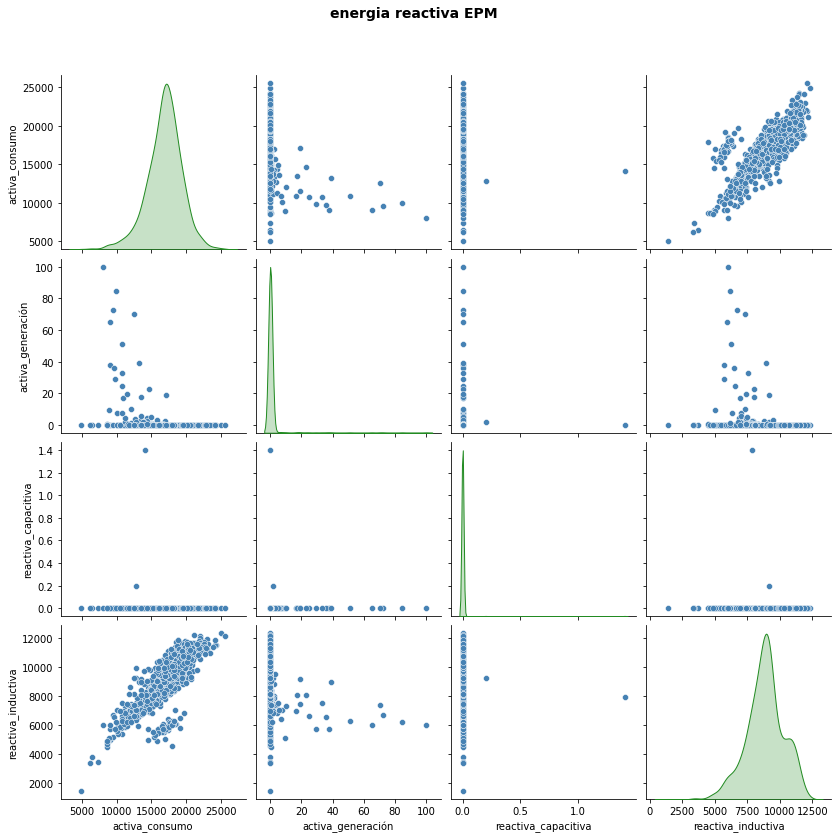 energia reactiva EPM
25000
20000
15000
10000
5000
activa_consumo
100
80
60
40
20
0
activa_generación
1.4
1.2
1.0
0.8
0.6
0.4
0.2
0.0
reactiva_capacitiva
12000
10000
8000
6000
4000
2000
reactiva_inductiva
5000 10000 15000 20000 25000
activa_consumo
0 20 40 60 80 100
activa_generación
0.0 0.5 1.0
reactiva_capacitiva
0 2500 5000 7500 10000 12500
reactiva_inductiva